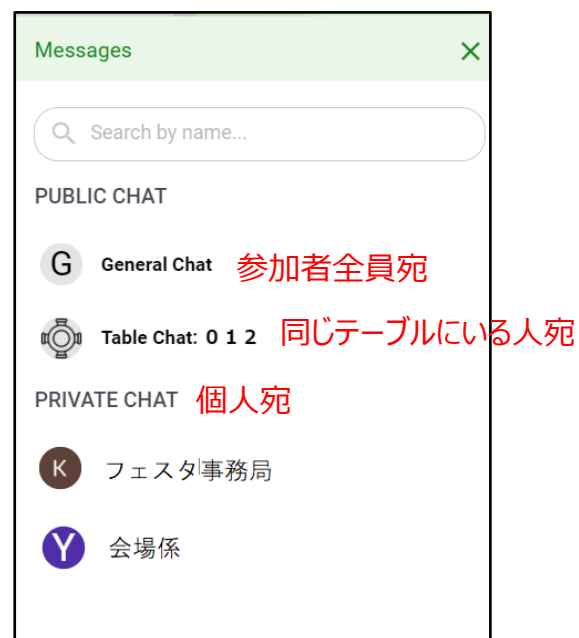 Messages
Search by name...
PUBLIC CHAT
G General Chat 参加者全員宛
Table Chat: 0 1 2 同じテーブルにいる人宛
PRIVATE CHAT 個人宛
K フェスタ事務局
Y 会場係